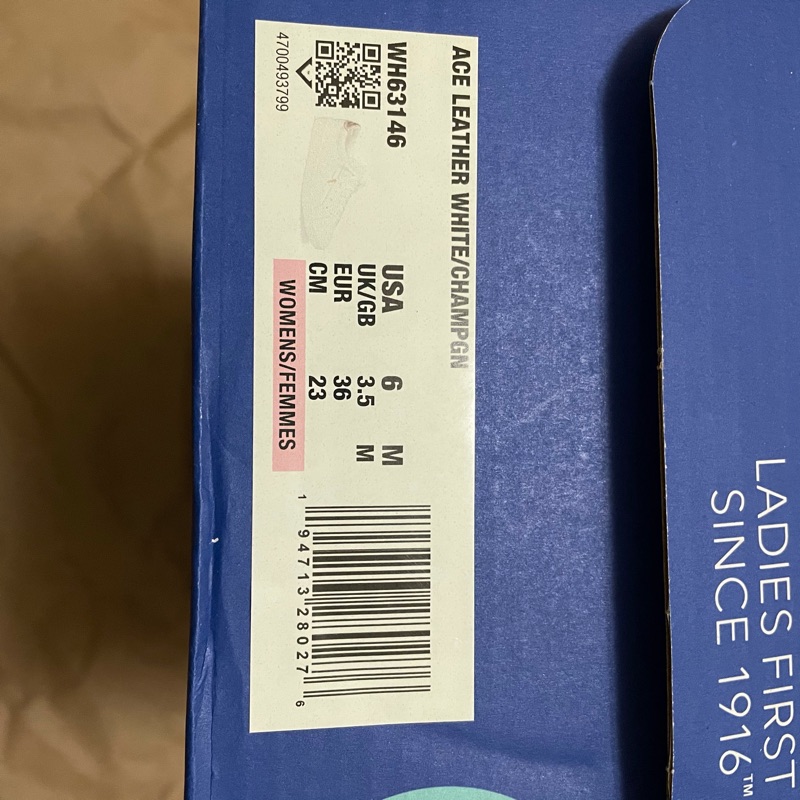 ACE LEATHER WHITE/CHAMPGN
WH63146
4700493799
USA 6 M
UK/GB 3.5 M
EUR 36
CM 23
WOMENS/FEMMES
1 94713 28027 6
LADIES FIRST
SINCE 1916™